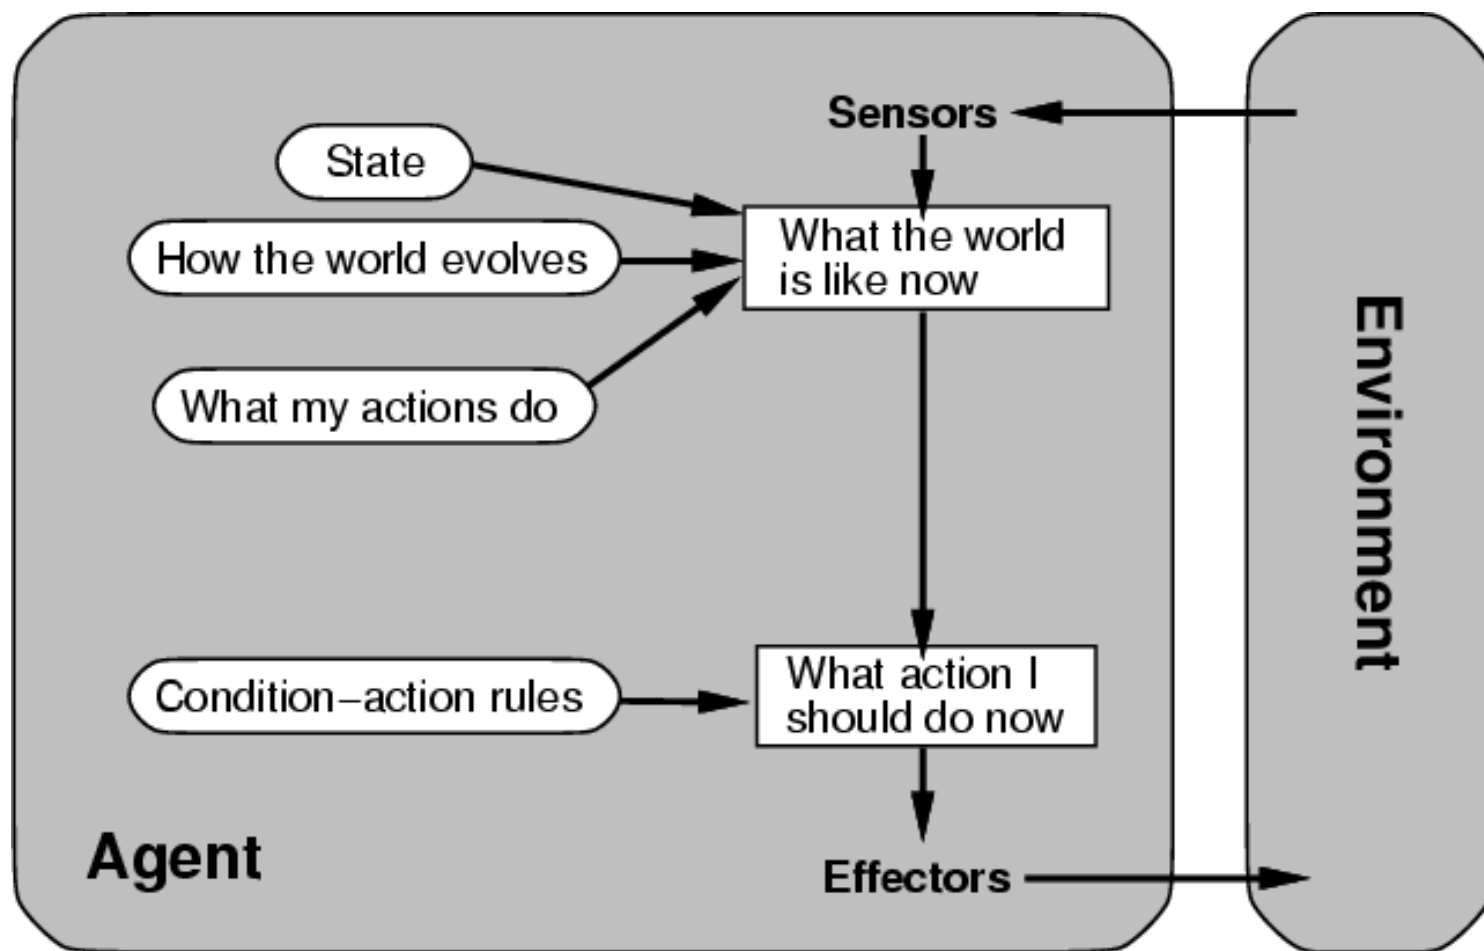 Sensors
State
What the world
is like now
How the world evolves
What my actions do
Environment
What action I
should do now
Condition–action rules
Agent
Effectors